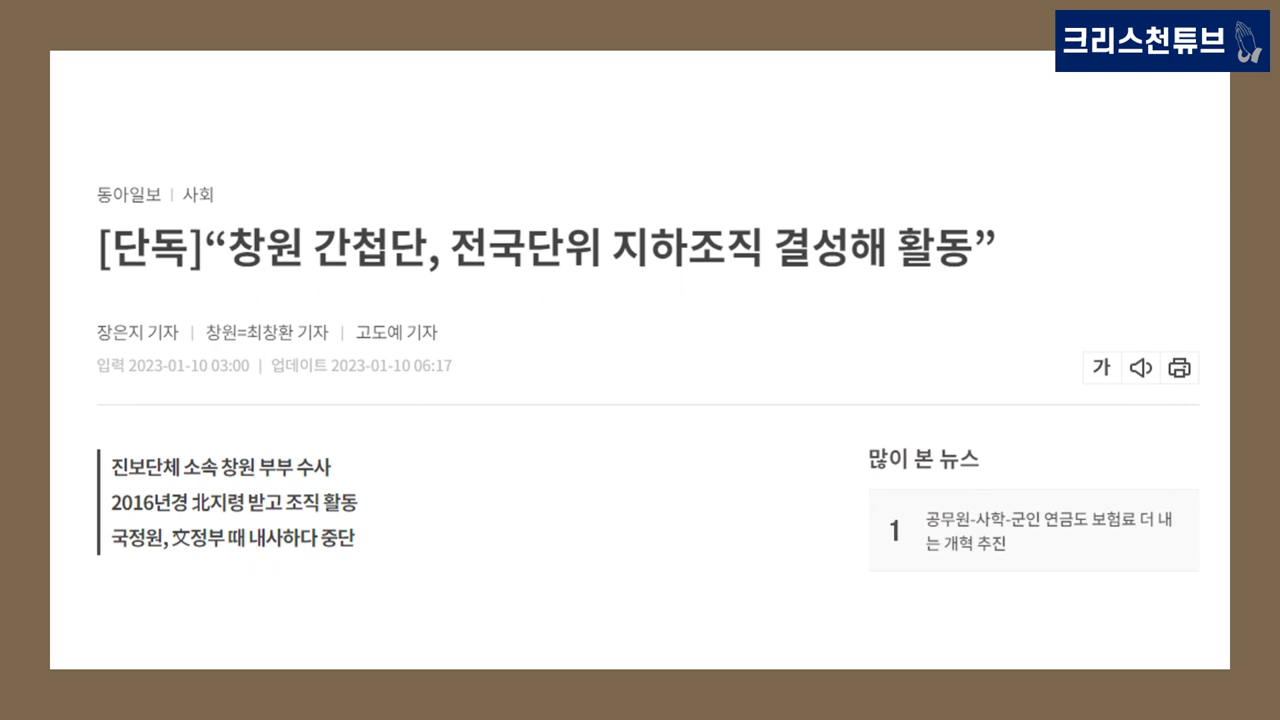 크리스천튜브
동아일보 | 사회
[단독]“창원 간첩단, 전국단위 지하조직 결성해 활동”
장은지 기자 | 창원=최창환 기자 | 고도예 기자
입력 2023-01-10 03:00 | 업데이트 2023-01-10 06:17
가
진보단체 소속 창원 부부 수사
2016년경 北지령 받고 조직 활동
국정원, 文정부 때 내사하다 중단
많이 본 뉴스
1
공무원-사학-군인 연금도 보험료 더 내
는 개혁 추진